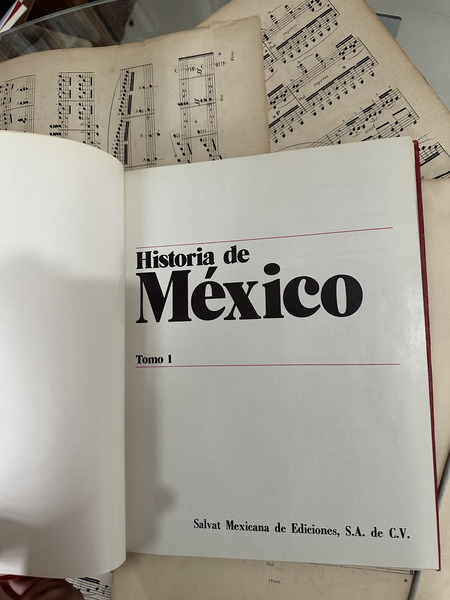 Historia de
México
Tomo 1
Salvat Mexicana de Ediciones, S.A. de C.V.